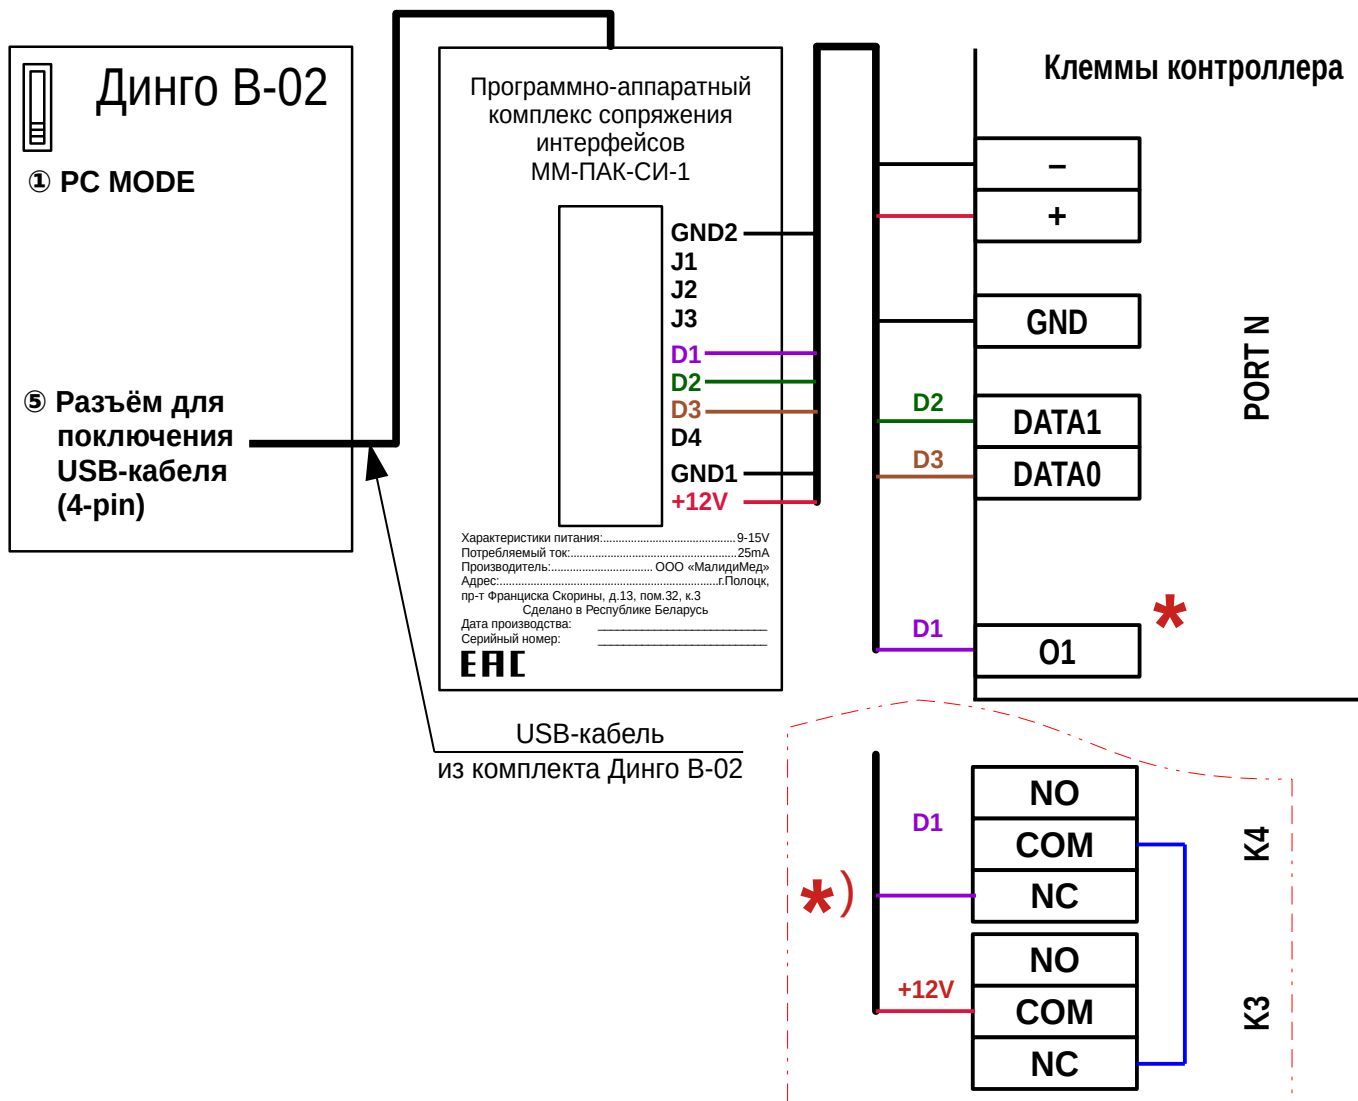 Динго В-02
① PC MODE
⑤ Разъём для
поключения
USB-кабеля
(4-pin)
Программно-аппаратный
комплекс сопряжения
интерфейсов
ММ-ПАК-СИ-1
GND2
J1
J2
J3
D1
D2
D3
D4
GND1
+12V
Характеристики питания:........................................ 9-15V
Потребляемый ток:..................................................25mA
Производитель:............................... ООО «МалидиМед»
Адрес:...................................................................г.Полоцк,
пр-т Франциска Скорины, д.13, пом.32, к.3
Сделано в Республике Беларусь
Дата производства: __________________________
Серийный номер: __________________________
EAC
USB-кабель
из комплекта Динго В-02
Клеммы контроллера
–
+
GND
D2
DATA1
D3
DATA0
PORT N
D1
O1
*
*)
NO
D1
COM
NC
K4
NO
+12V
COM
NC
K3